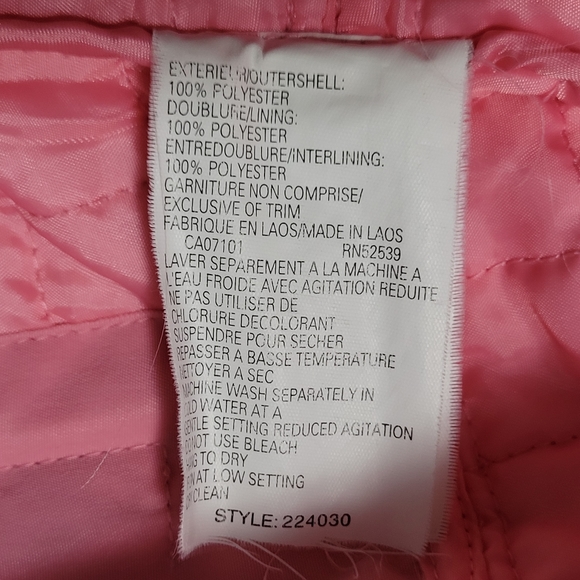 EXTERIEUR/OUTERSHELL:
100% POLYESTER
DOUBLURE/LINING:
100% POLYESTER
ENTREDOUBLURE/INTERLINING:
100% POLYESTER
GARNITURE NON COMPRISE/
EXCLUSIVE OF TRIM
FABRIQUE EN LAOS/MADE IN LAOS
CA07101 RN52539
LAVER SEPAREMENT A LA MACHINE A
L'EAU FROIDE AVEC AGITATION REDUITE
NE PAS UTILISER DE
CHLORURE DECOLORANT
SUSPENDRE POUR SECHER
REPASSER A BASSE TEMPERATURE
NETTOYER A SEC
MACHINE WASH SEPARATELY IN
COLD WATER AT A
GENTLE SETTING REDUCED AGITATION
DO NOT USE BLEACH
HANG TO DRY
IRON AT LOW SETTING
DRY CLEAN
STYLE: 224030